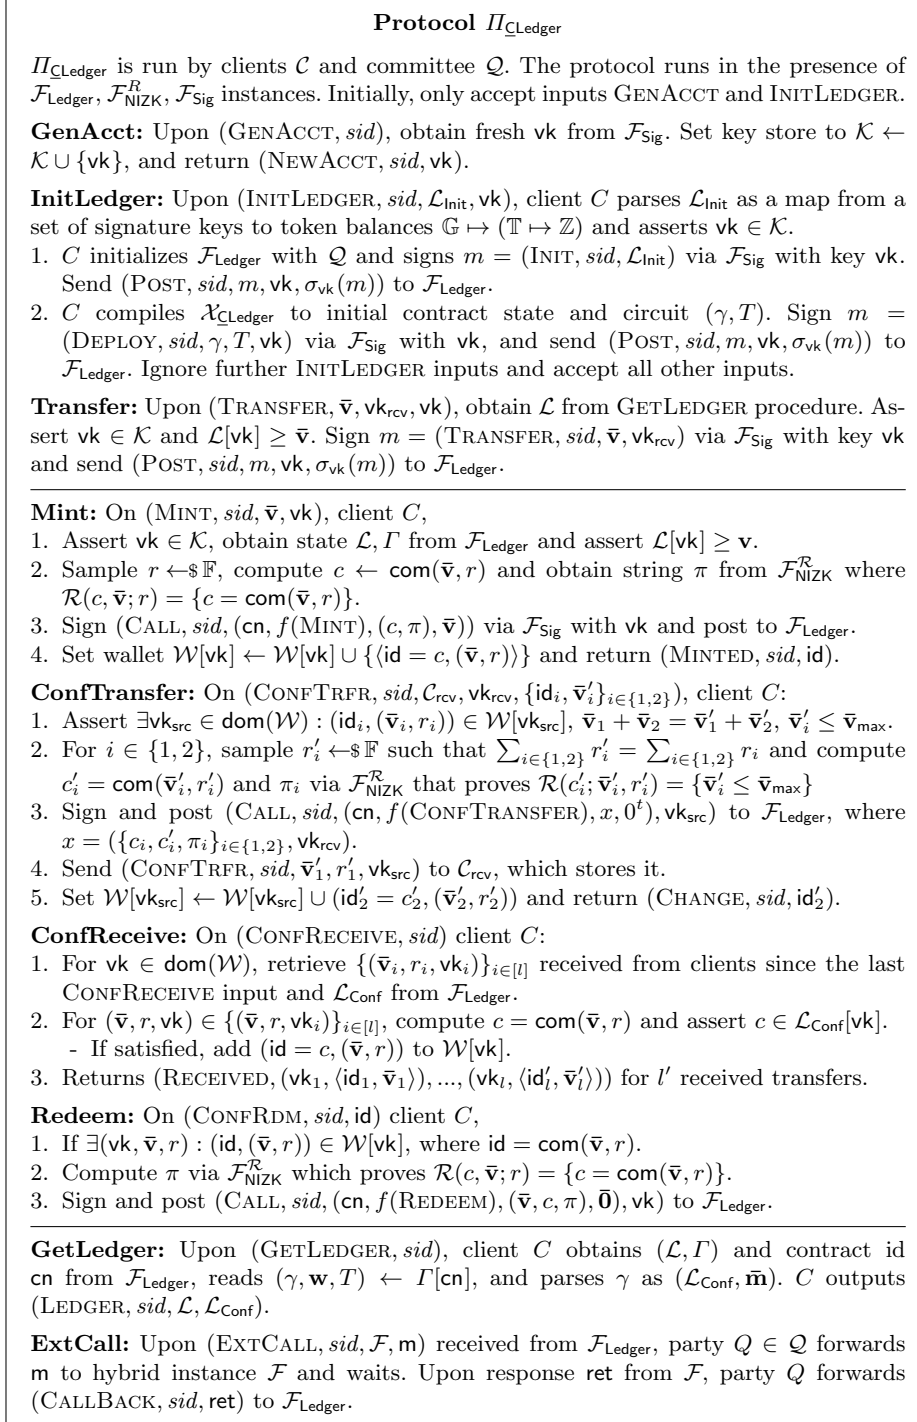 Protocol Π_C̲Ledger
Π_C̲Ledger is run by clients 𝒞 and committee 𝒬. The protocol runs in the presence of
ℱ_Ledger, ℱ^R_NIZK, ℱ_Sig instances. Initially, only accept inputs GENACCT and INITLEDGER.
GenAcct: Upon (GENACCT, sid), obtain fresh vk from ℱ_Sig. Set key store to 𝒦 ←
𝒦 ∪ {vk}, and return (NEWACCT, sid, vk).
InitLedger: Upon (INITLEDGER, sid, ℒ_Init, vk), client C parses ℒ_Init as a map from a
set of signature keys to token balances 𝔾 ↦ (𝕋 ↦ ℤ) and asserts vk ∈ 𝒦.
1. C initializes ℱ_Ledger with 𝒬 and signs m = (INIT, sid, ℒ_Init) via ℱ_Sig with key vk.
Send (POST, sid, m, vk, σ_vk(m)) to ℱ_Ledger.
2. C compiles 𝒳_C̲Ledger to initial contract state and circuit (γ, T). Sign m =
(DEPLOY, sid, γ, T, vk) via ℱ_Sig with vk, and send (POST, sid, m, vk, σ_vk(m)) to
ℱ_Ledger. Ignore further INITLEDGER inputs and accept all other inputs.
Transfer: Upon (TRANSFER, v̄, vk_rcv, vk), obtain ℒ from GETLEDGER procedure. As-
sert vk ∈ 𝒦 and ℒ[vk] ≥ v̄. Sign m = (TRANSFER, sid, v̄, vk_rcv) via ℱ_Sig with key vk
and send (POST, sid, m, vk, σ_vk(m)) to ℱ_Ledger.
Mint: On (MINT, sid, v̄, vk), client C,
1. Assert vk ∈ 𝒦, obtain state ℒ, Γ from ℱ_Ledger and assert ℒ[vk] ≥ v.
2. Sample r ←$ 𝔽, compute c ← com(v̄, r) and obtain string π from ℱ^ℛ_NIZK where
ℛ(c, v̄; r) = {c = com(v̄, r)}.
3. Sign (CALL, sid, (cn, f(MINT), (c, π), v̄)) via ℱ_Sig with vk and post to ℱ_Ledger.
4. Set wallet 𝒲[vk] ← 𝒲[vk] ∪ {⟨id = c, (v̄, r)⟩} and return (MINTED, sid, id).
ConfTransfer: On (CONFTRFR, sid, 𝒞_rcv, vk_rcv, {id_i, v̄'_i}_{i∈{1,2}}), client C:
1. Assert ∃vk_src ∈ dom(𝒲) : (id_i, (v̄_i, r_i)) ∈ 𝒲[vk_src], v̄_1 + v̄_2 = v̄'_1 + v̄'_2, v̄'_i ≤ v̄_max.
2. For i ∈ {1, 2}, sample r'_i ←$ 𝔽 such that ∑_{i∈{1,2}} r'_i = ∑_{i∈{1,2}} r_i and compute
c'_i = com(v̄'_i, r'_i) and π_i via ℱ^ℛ_NIZK that proves ℛ(c'_i; v̄'_i, r'_i) = {v̄'_i ≤ v̄_max}
3. Sign and post (CALL, sid, (cn, f(CONFTRANSFER), x, 0^t), vk_src) to ℱ_Ledger, where
x = ({c_i, c'_i, π_i}_{i∈{1,2}}, vk_rcv).
4. Send (CONFTRFR, sid, v̄'_1, r'_1, vk_src) to 𝒞_rcv, which stores it.
5. Set 𝒲[vk_src] ← 𝒲[vk_src] ∪ (id'_2 = c'_2, (v̄'_2, r'_2)) and return (CHANGE, sid, id'_2).
ConfReceive: On (CONFRECEIVE, sid) client C:
1. For vk ∈ dom(𝒲), retrieve {(v̄_i, r_i, vk_i)}_{i∈[l]} received from clients since the last
CONFRECEIVE input and ℒ_Conf from ℱ_Ledger.
2. For (v̄, r, vk) ∈ {(v̄, r, vk_i)}_{i∈[l]}, compute c = com(v̄, r) and assert c ∈ ℒ_Conf[vk].
- If satisfied, add (id = c, (v̄, r)) to 𝒲[vk].
3. Returns (RECEIVED, (vk_1, ⟨id_1, v̄_1⟩), ..., (vk_l, ⟨id'_l, v̄'_l⟩)) for l' received transfers.
Redeem: On (CONFRDM, sid, id) client C,
1. If ∃(vk, v̄, r) : (id, (v̄, r)) ∈ 𝒲[vk], where id = com(v̄, r).
2. Compute π via ℱ^ℛ_NIZK which proves ℛ(c, v̄; r) = {c = com(v̄, r)}.
3. Sign and post (CALL, sid, (cn, f(REDEEM), (v̄, c, π), 0̄), vk) to ℱ_Ledger.
GetLedger: Upon (GETLEDGER, sid), client C obtains (ℒ, Γ) and contract id
cn from ℱ_Ledger, reads (γ, w, T) ← Γ[cn], and parses γ as (ℒ_Conf, m̄). C outputs
(LEDGER, sid, ℒ, ℒ_Conf).
ExtCall: Upon (EXTCALL, sid, ℱ, m) received from ℱ_Ledger, party Q ∈ 𝒬 forwards
m to hybrid instance ℱ and waits. Upon response ret from ℱ, party Q forwards
(CALLBACK, sid, ret) to ℱ_Ledger.